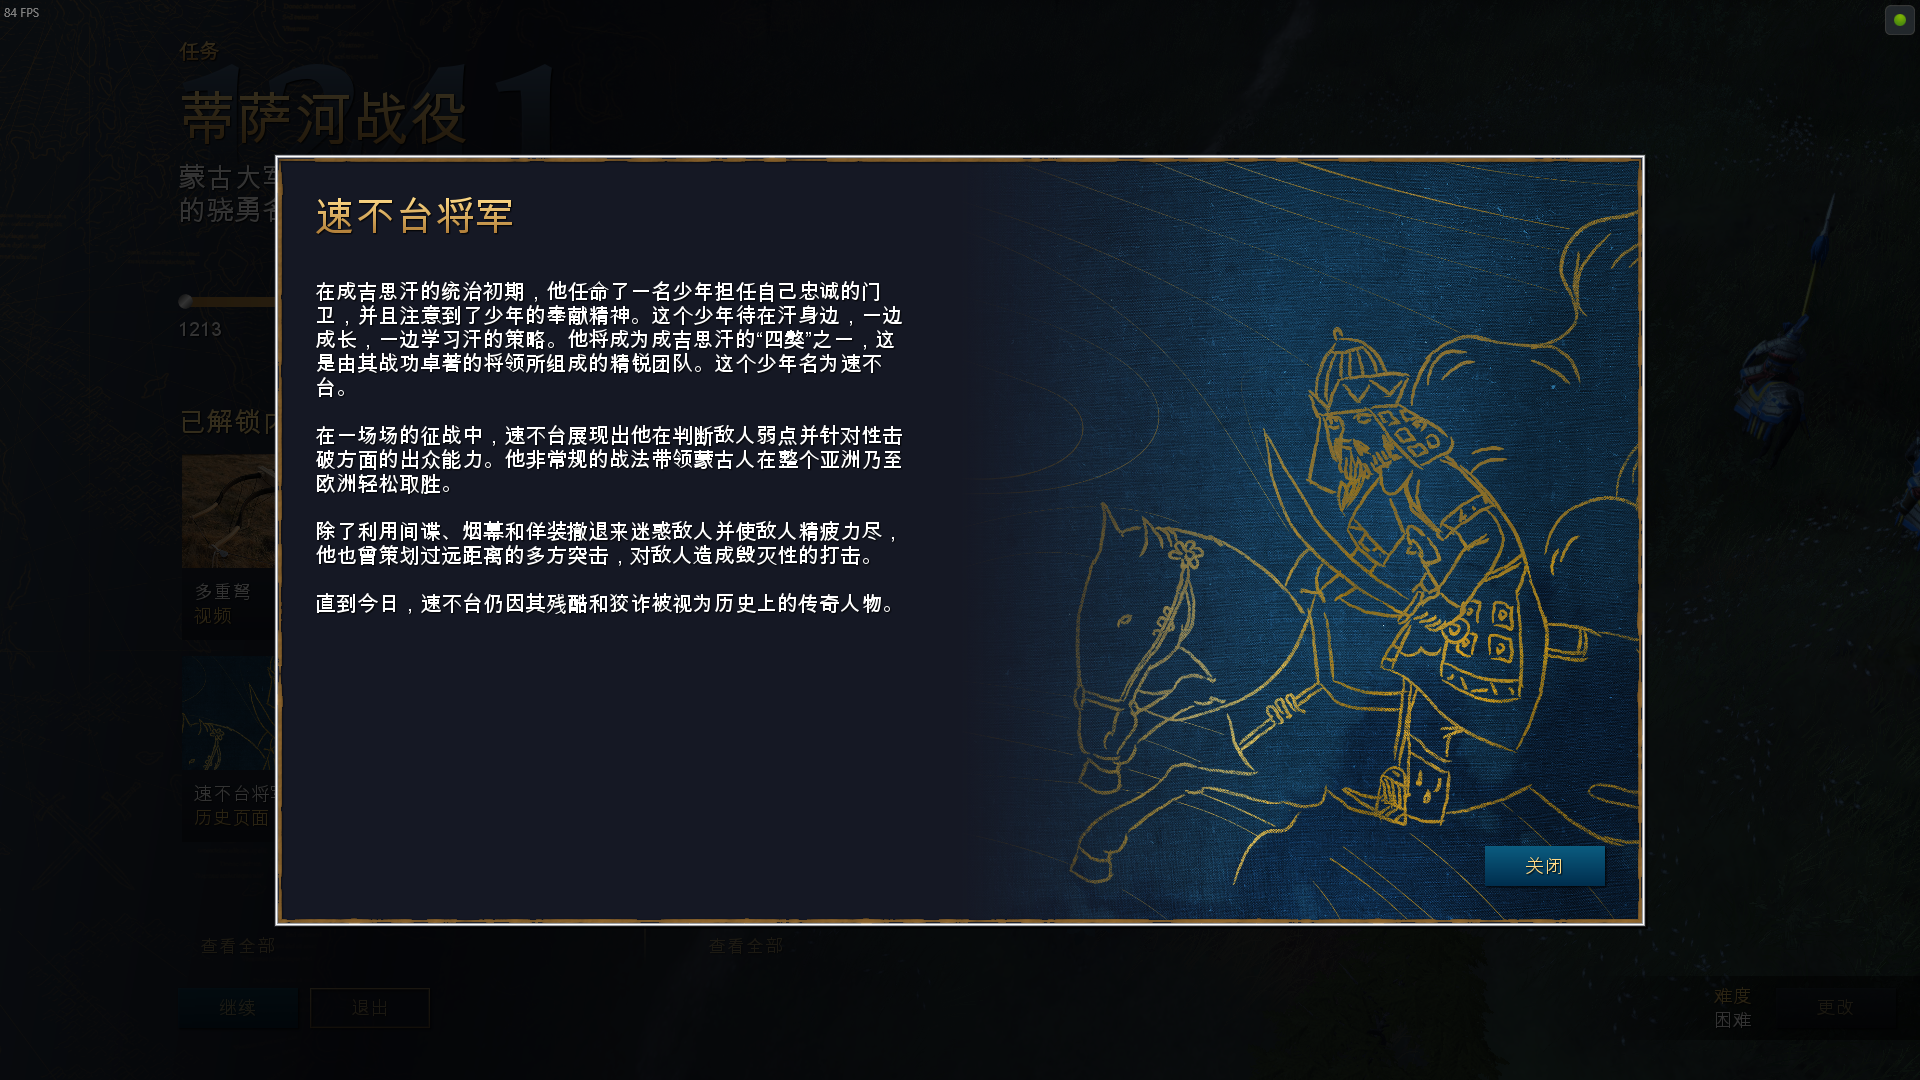 84 FPS
任务
1241
蒂萨河战役
蒙古大军
的骁勇名
1213
已解锁内
多重弩
视频
速不台将军
历史页面
查看全部
查看全部
继续
退出
难度
困难
更改
速不台将军
在成吉思汗的统治初期，他任命了一名少年担任自己忠诚的门
卫，并且注意到了少年的奉献精神。这个少年待在汗身边，一边
成长，一边学习汗的策略。他将成为成吉思汗的“四獒”之一，这
是由其战功卓著的将领所组成的精锐团队。这个少年名为速不
台。
在一场场的征战中，速不台展现出他在判断敌人弱点并针对性击
破方面的出众能力。他非常规的战法带领蒙古人在整个亚洲乃至
欧洲轻松取胜。
除了利用间谍、烟幕和佯装撤退来迷惑敌人并使敌人精疲力尽，
他也曾策划过远距离的多方突击，对敌人造成毁灭性的打击。
直到今日，速不台仍因其残酷和狡诈被视为历史上的传奇人物。
关闭